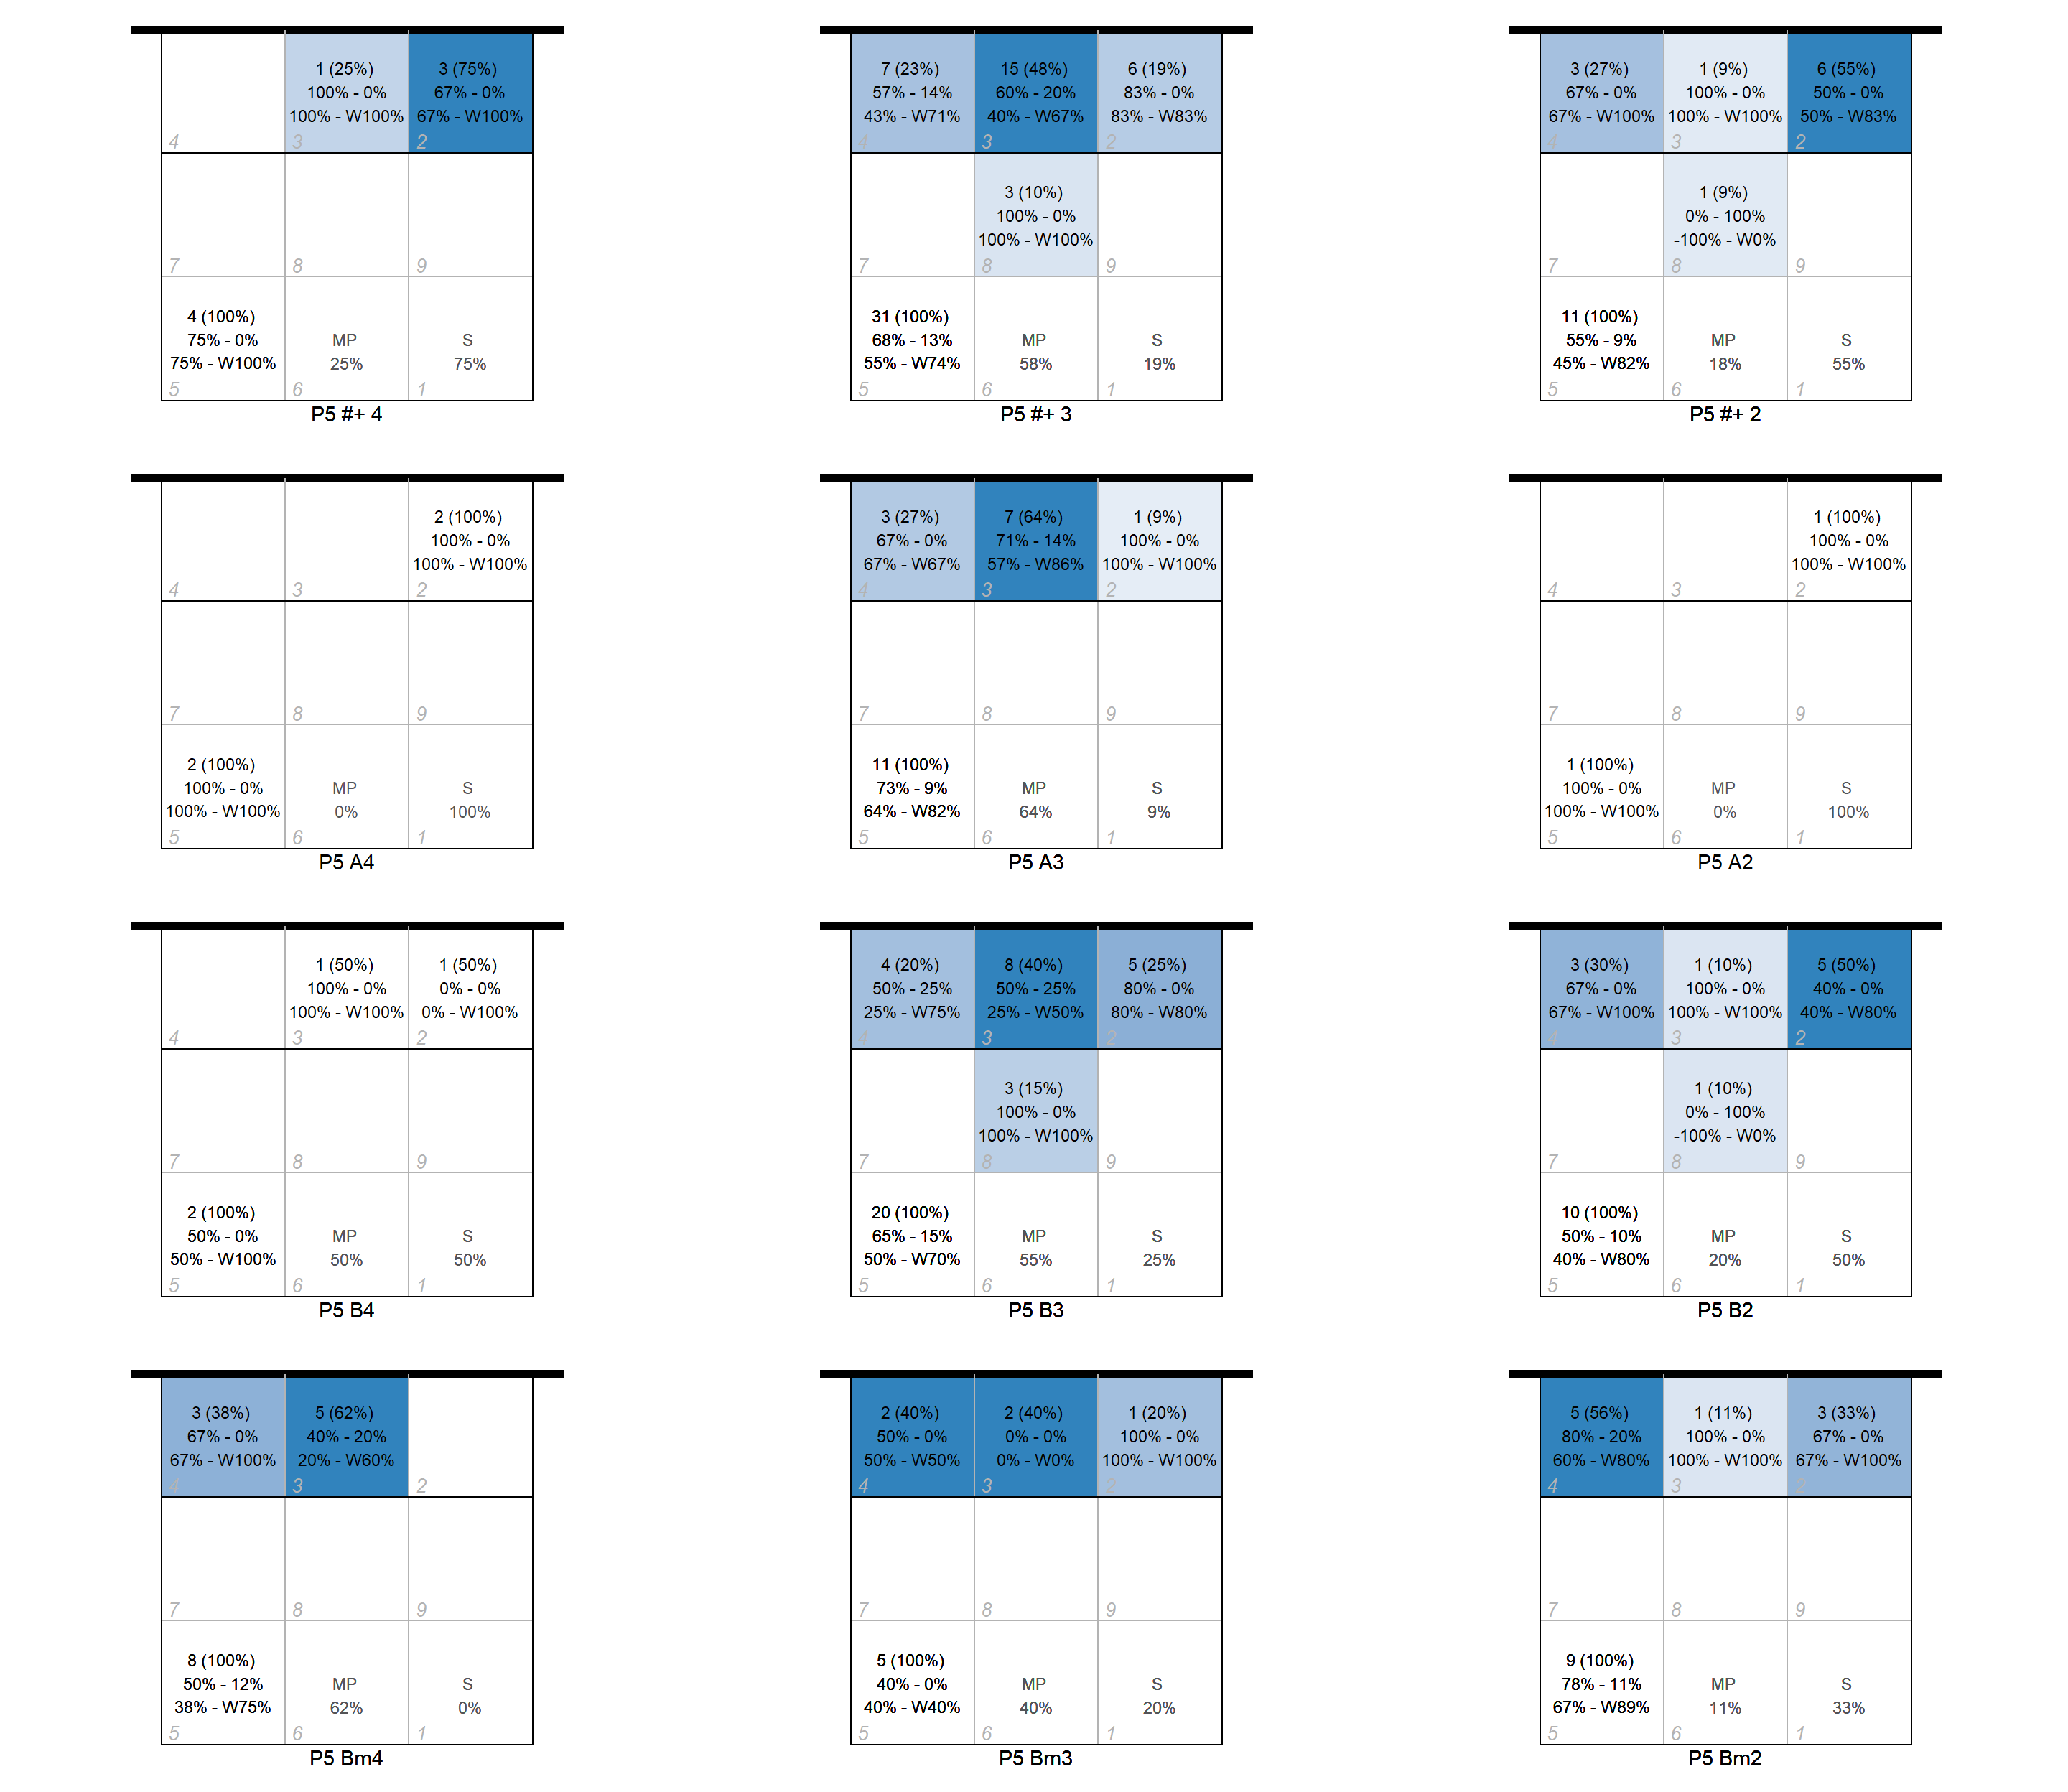 1 (25%)
100% - 0%
100% - W100%
3 (75%)
67% - 0%
67% - W100%
4
3
2
7
8
9
4 (100%)
75% - 0%
75% - W100%
MP
25%
S
75%
5
6
1
P5 #+ 4
7 (23%)
57% - 14%
43% - W71%
15 (48%)
60% - 20%
40% - W67%
6 (19%)
83% - 0%
83% - W83%
4
3
2
3 (10%)
100% - 0%
100% - W100%
7
8
9
31 (100%)
68% - 13%
55% - W74%
MP
58%
S
19%
5
6
1
P5 #+ 3
3 (27%)
67% - 0%
67% - W100%
1 (9%)
100% - 0%
100% - W100%
6 (55%)
50% - 0%
50% - W83%
4
3
2
1 (9%)
0% - 100%
-100% - W0%
7
8
9
11 (100%)
55% - 9%
45% - W82%
MP
18%
S
55%
5
6
1
P5 #+ 2
2 (100%)
100% - 0%
100% - W100%
4
3
2
7
8
9
2 (100%)
100% - 0%
100% - W100%
MP
0%
S
100%
5
6
1
P5 A4
3 (27%)
67% - 0%
67% - W67%
7 (64%)
71% - 14%
57% - W86%
1 (9%)
100% - 0%
100% - W100%
4
3
2
7
8
9
11 (100%)
73% - 9%
64% - W82%
MP
64%
S
9%
5
6
1
P5 A3
1 (100%)
100% - 0%
100% - W100%
4
3
2
7
8
9
1 (100%)
100% - 0%
100% - W100%
MP
0%
S
100%
5
6
1
P5 A2
1 (50%)
100% - 0%
100% - W100%
1 (50%)
0% - 0%
0% - W100%
4
3
2
7
8
9
2 (100%)
50% - 0%
50% - W100%
MP
50%
S
50%
5
6
1
P5 B4
4 (20%)
50% - 25%
25% - W75%
8 (40%)
50% - 25%
25% - W50%
5 (25%)
80% - 0%
80% - W80%
4
3
2
3 (15%)
100% - 0%
100% - W100%
7
8
9
20 (100%)
65% - 15%
50% - W70%
MP
55%
S
25%
5
6
1
P5 B3
3 (30%)
67% - 0%
67% - W100%
1 (10%)
100% - 0%
100% - W100%
5 (50%)
40% - 0%
40% - W80%
4
3
2
1 (10%)
0% - 100%
-100% - W0%
7
8
9
10 (100%)
50% - 10%
40% - W80%
MP
20%
S
50%
5
6
1
P5 B2
3 (38%)
67% - 0%
67% - W100%
5 (62%)
40% - 20%
20% - W60%
4
3
2
7
8
9
8 (100%)
50% - 12%
38% - W75%
MP
62%
S
0%
5
6
1
P5 Bm4
2 (40%)
50% - 0%
50% - W50%
2 (40%)
0% - 0%
0% - W0%
1 (20%)
100% - 0%
100% - W100%
4
3
2
7
8
9
5 (100%)
40% - 0%
40% - W40%
MP
40%
S
20%
5
6
1
P5 Bm3
5 (56%)
80% - 20%
60% - W80%
1 (11%)
100% - 0%
100% - W100%
3 (33%)
67% - 0%
67% - W100%
4
3
2
7
8
9
9 (100%)
78% - 11%
67% - W89%
MP
11%
S
33%
5
6
1
P5 Bm2